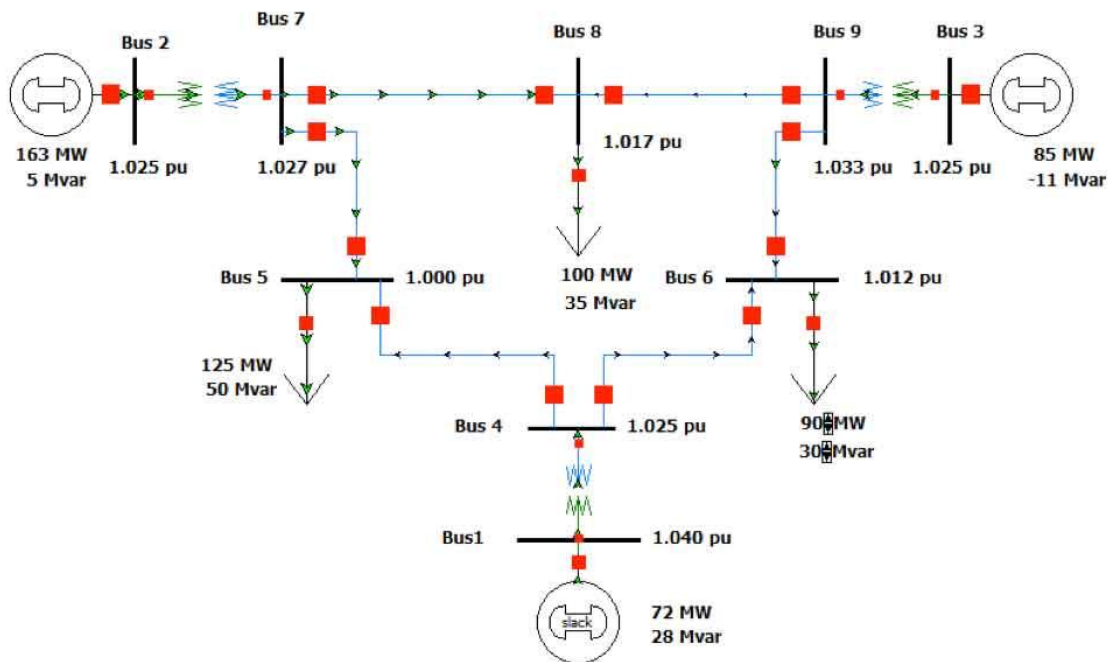 Bus 2
Bus 7
Bus 8
Bus 9
Bus 3
163 MW
5 Mvar
1.025 pu
1.027 pu
1.017 pu
1.033 pu
1.025 pu
85 MW
-11 Mvar
Bus 5
1.000 pu
100 MW
35 Mvar
Bus 6
1.012 pu
125 MW
50 Mvar
Bus 4
1.025 pu
90 MW
30 Mvar
Bus1
1.040 pu
slack
72 MW
28 Mvar